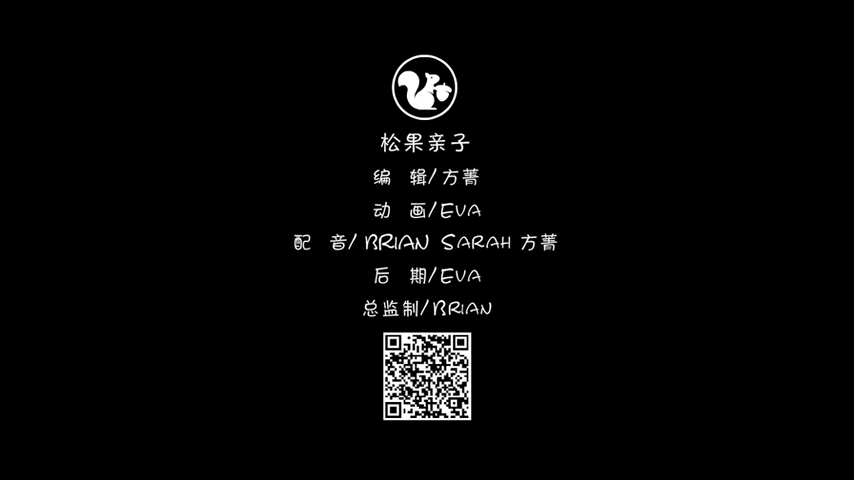 松果亲子
编 辑/方菁
动 画/EVA
配 音/BRIAN SARAH 方菁
后 期/EVA
总监制/BRIAN